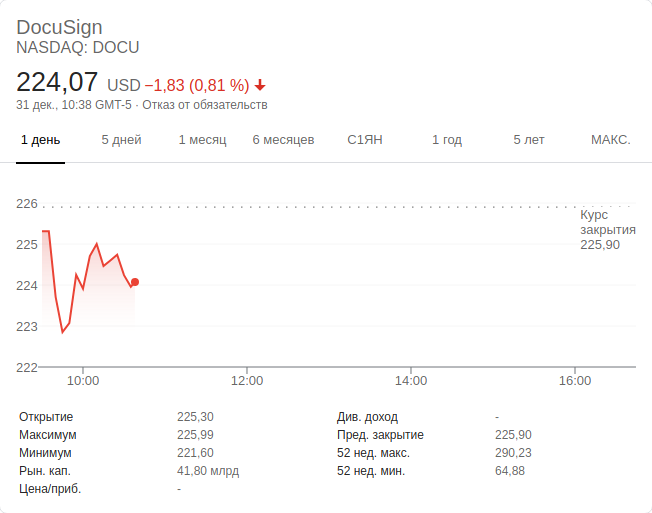 DocuSign
NASDAQ: DOCU
224,07 USD −1,83 (0,81 %)
31 дек., 10:38 GMT-5 · Отказ от обязательств
1 день 5 дней 1 месяц 6 месяцев С1ЯН 1 год 5 лет МАКС.
226
Курс
закрытия
225 225,90
224
223
222
10:00 12:00 14:00 16:00
Открытие 225,30 Див. доход -
Максимум 225,99 Пред. закрытие 225,90
Минимум 221,60 52 нед. макс. 290,23
Рын. кап. 41,80 млрд 52 нед. мин. 64,88
Цена/приб. -